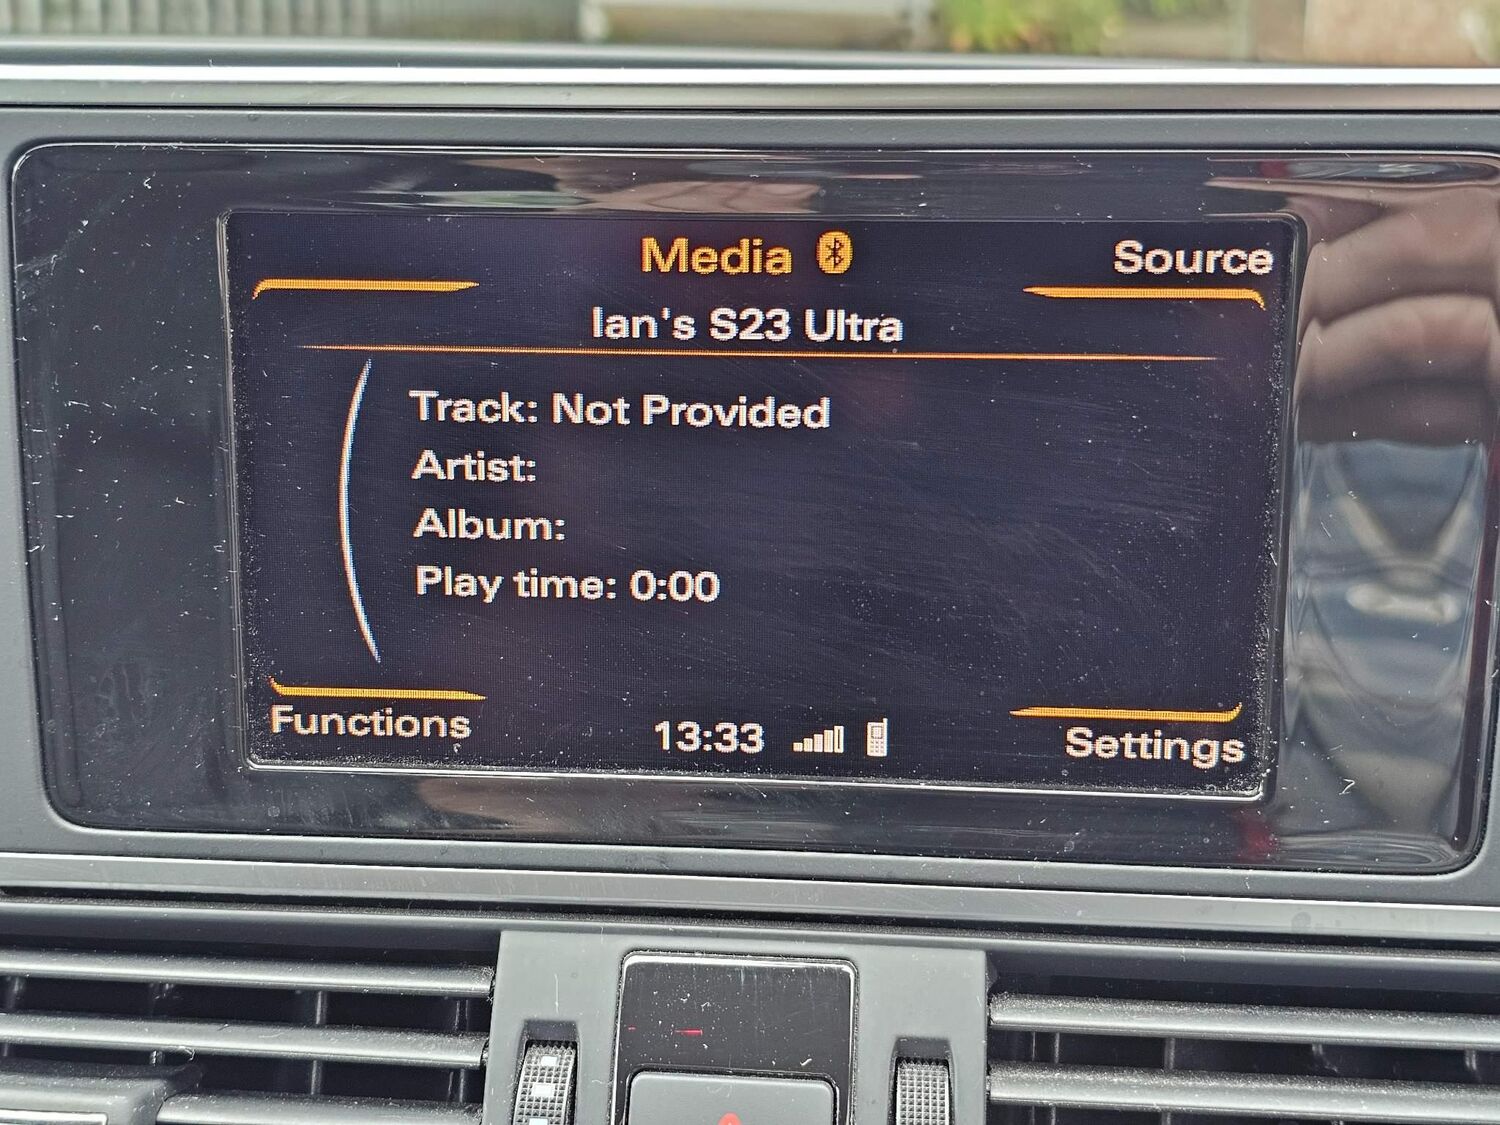 Media
Source
Ian's S23 Ultra
Track: Not Provided
Artist:
Album:
Play time: 0:00
Functions
13:33
Settings